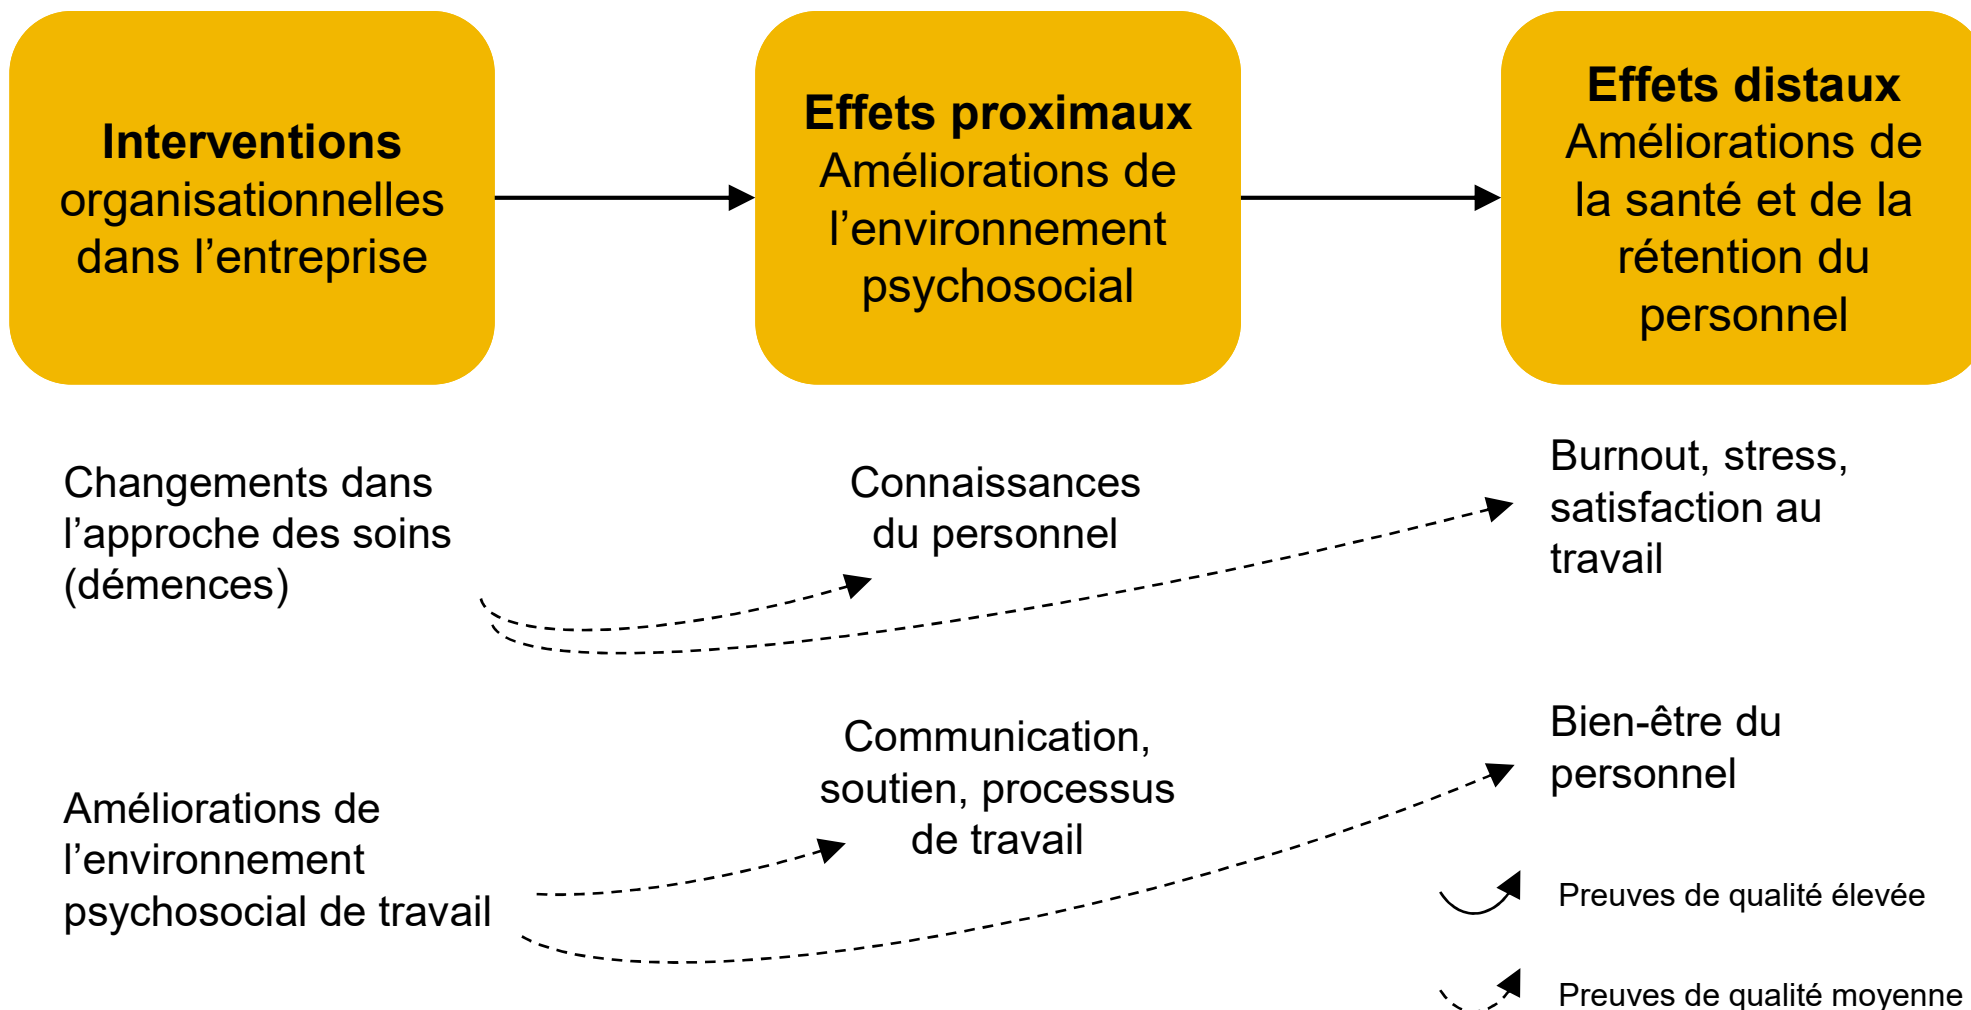 Interventions
organisationnelles
dans l’entreprise
Effets proximaux
Améliorations de
l’environnement
psychosocial
Effets distaux
Améliorations de
la santé et de la
rétention du
personnel
Changements dans
l’approche des soins
(démences)
Connaissances
du personnel
Burnout, stress,
satisfaction au
travail
Améliorations de
l’environnement
psychosocial de travail
Communication,
soutien, processus
de travail
Bien-être du
personnel
Preuves de qualité élevée
Preuves de qualité moyenne